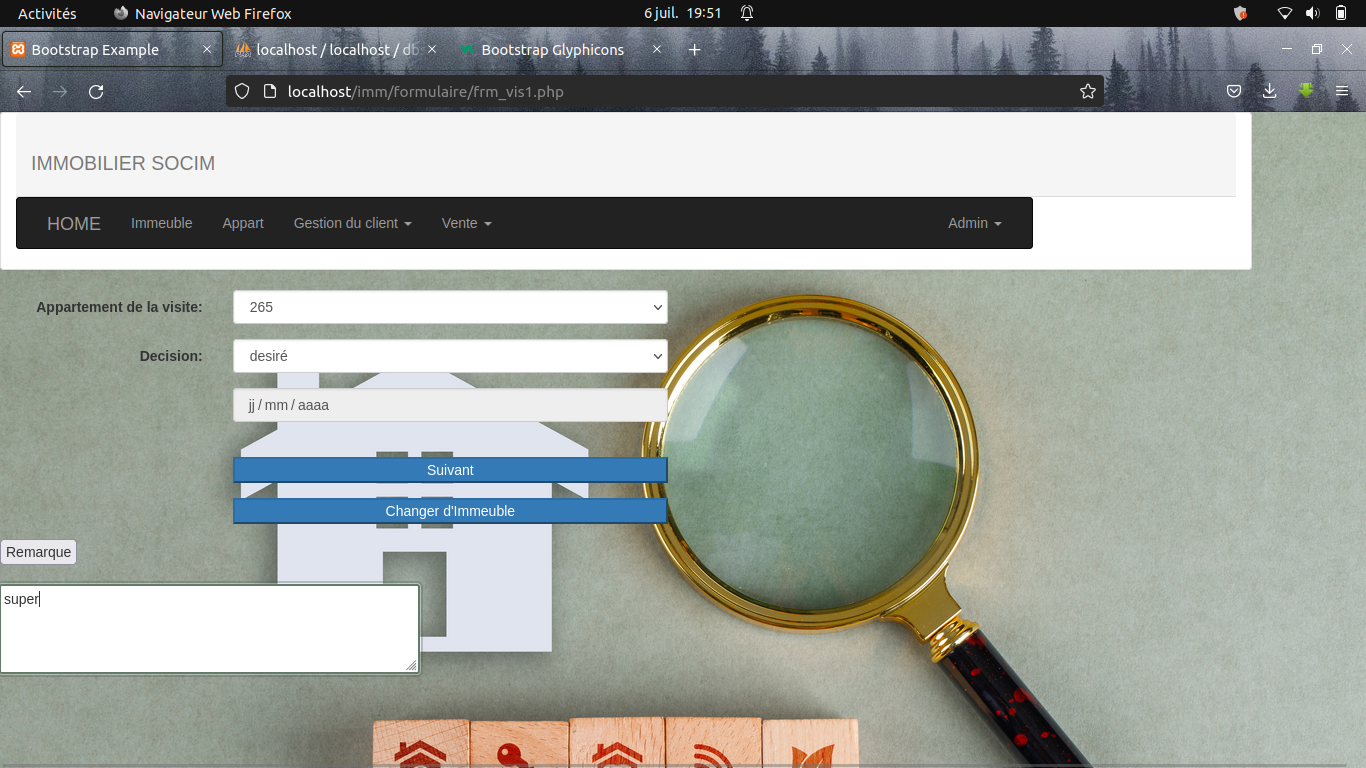 Activités Navigateur Web Firefox 6 juil. 19:51
Bootstrap Example localhost / localhost / db Bootstrap Glyphicons
localhost/imm/formulaire/frm_vis1.php
IMMOBILIER SOCIM
HOME Immeuble Appart Gestion du client Vente Admin
Appartement de la visite: 265
Decision: desiré
jj / mm / aaaa
Suivant
Changer d'Immeuble
Remarque
super